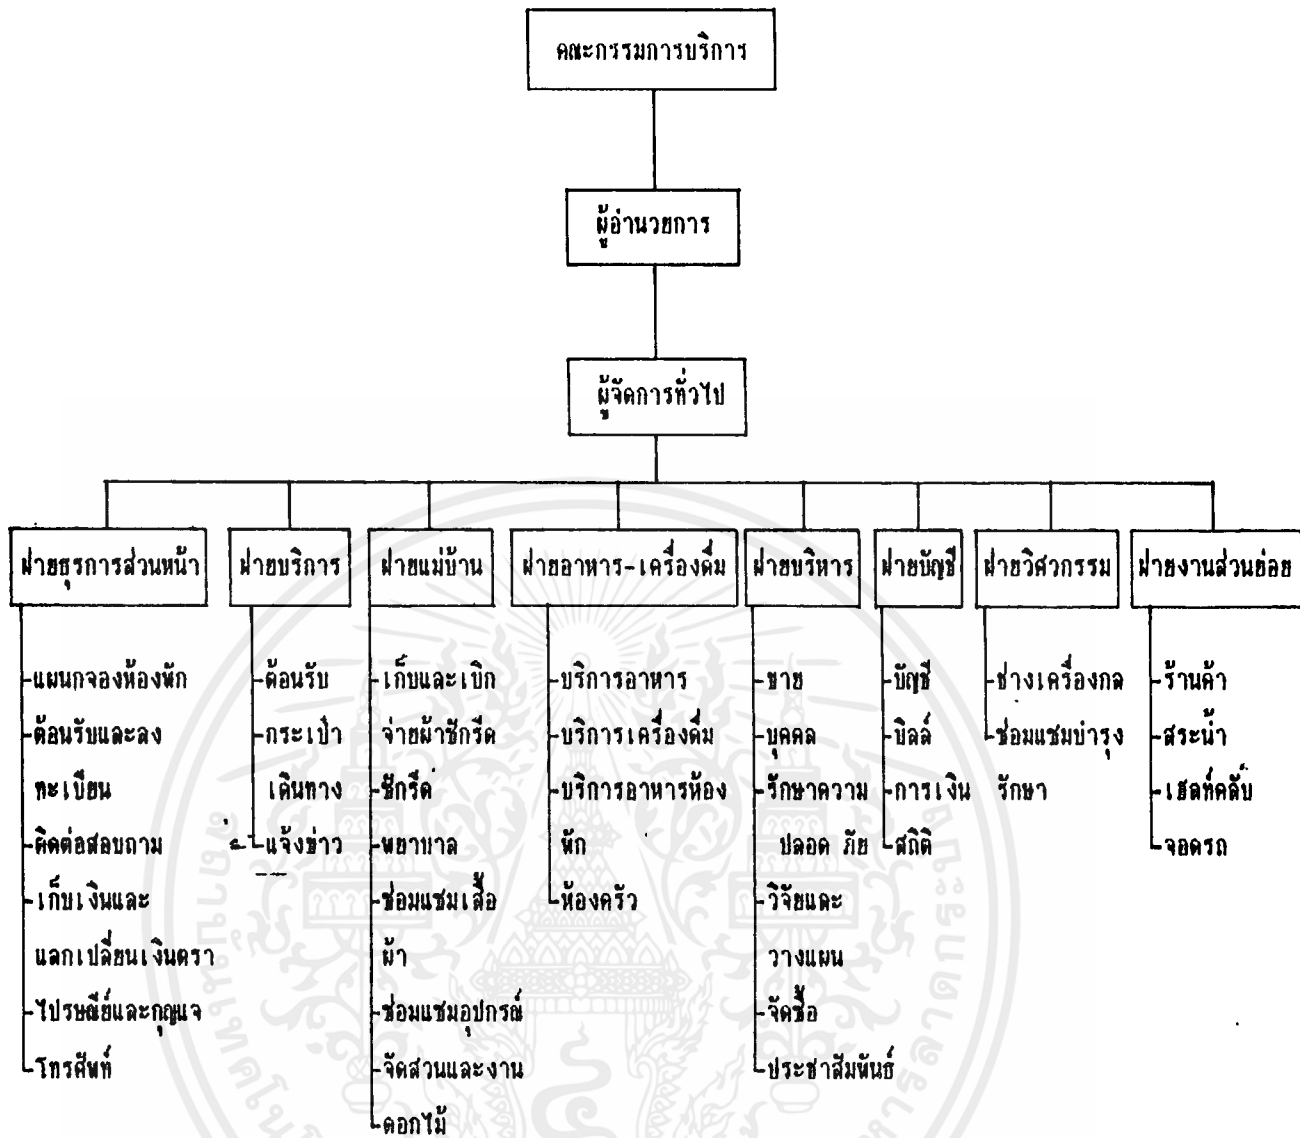 คณะกรรมการบริการ
ผู้อำนวยการ
ผู้จัดการทั่วไป
ฝ่ายธุรการส่วนหน้า
-แผนกจองห้องพัก
-ต้อนรับและลง
ทะเบียน
-ติดต่อสอบถาม
-เก็บเงินและ
แลกเปลี่ยนเงินตรา
-ไปรษณีย์และกุญแจ
-โทรศัพท์
ฝ่ายบริการ
-ต้อนรับ
-กระเป๋า
เดินทาง
-แจ้งข่าว
ฝ่ายแม่บ้าน
-เก็บและเบิก
จ่ายผ้าซักรีด
-ซักรีด
-พยาบาล
-ซ่อมแซมเสื้อ
ผ้า
-ซ่อมแซมอุปกรณ์
-จัดสวนและงาน
-ดอกไม้
ฝ่ายอาหาร-เครื่องดื่ม
-บริการอาหาร
-บริการเครื่องดื่ม
-บริการอาหารห้อง
พัก
-ห้องครัว
ฝ่ายบริหาร
-ขาย
-บุคคล
-รักษาความ
ปลอด ภัย
-วิจัยและ
วางแผน
-จัดซื้อ
-ประชาสัมพันธ์
ฝ่ายบัญชี
-บัญชี
-บิลล์
-การเงิน
-สถิติ
ฝ่ายวิศวกรรม
-ช่างเครื่องกล
-ซ่อมแซมบำรุง
รักษา
ฝ่ายงานส่วนย่อย
-ร้านค้า
-สระน้ำ
-เฮลท์คลับ
-จอดรถ